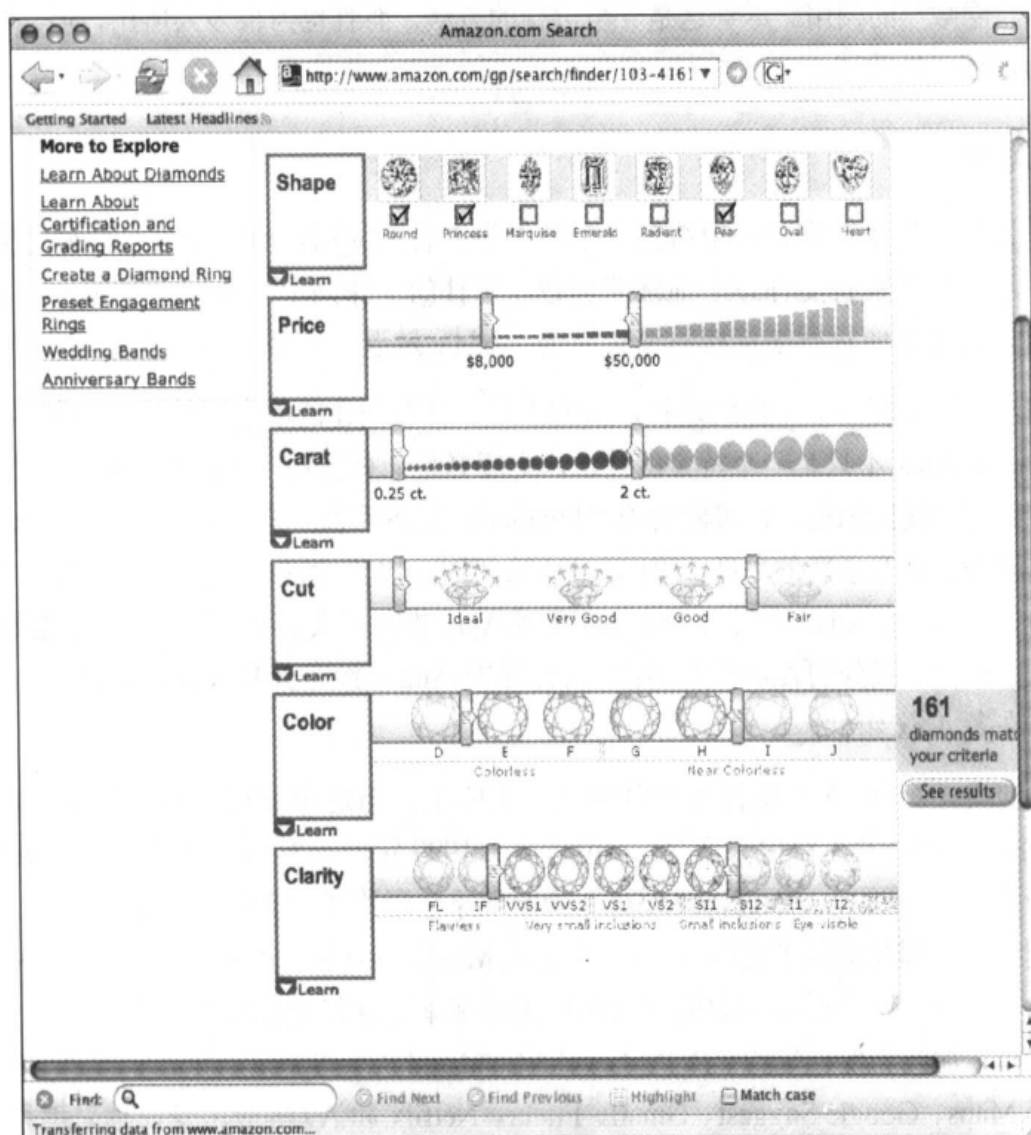 Amazon.com Search
http://www.amazon.com/gp/search/finder/103-4161
G
Getting Started Latest Headlines
More to Explore
Learn About Diamonds
Learn About
Certification and
Grading Reports
Create a Diamond Ring
Preset Engagement
Rings
Wedding Bands
Anniversary Bands
Shape
Round Princess Marquise Emerald Radiant Pear Oval Heart
Learn
Price
$8,000 $50,000
Learn
Carat
0.25 ct. 2 ct.
Learn
Cut
Ideal Very Good Good Fair
Learn
Color
D E F G H I J
Colorless Near Colorless
Learn
Clarity
FL IF VVS1 VVS2 VS1 VS2 SI1 SI2 I1 I2
Flawless Very small inclusions Small inclusions Eye-visible
Learn
161
diamonds mat
your criteria
See results
Find: Find Next Find Previous Highlight Match case
Transferring data from www.amazon.com...